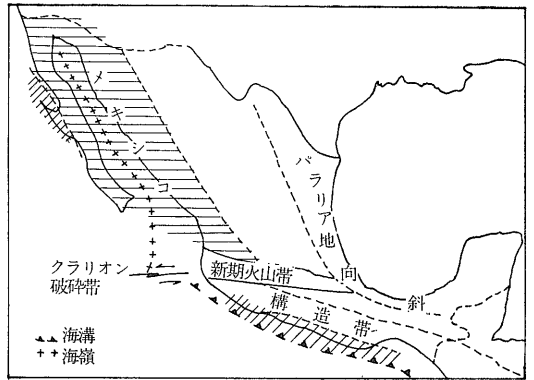 メキシコ
パラリア地向斜
新期火山帯
構造帯
クラリオン
破砕帯
海溝
海嶺